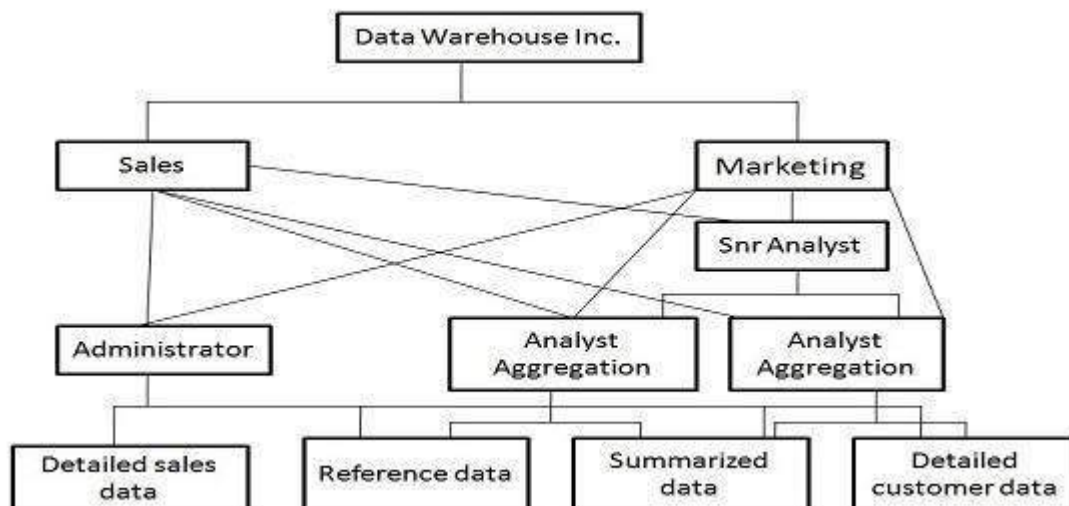 Data Warehouse Inc.
Sales
Marketing
Snr Analyst
Administrator
Analyst
Aggregation
Analyst
Aggregation
Detailed sales
data
Reference data
Summarized
data
Detailed
customer data